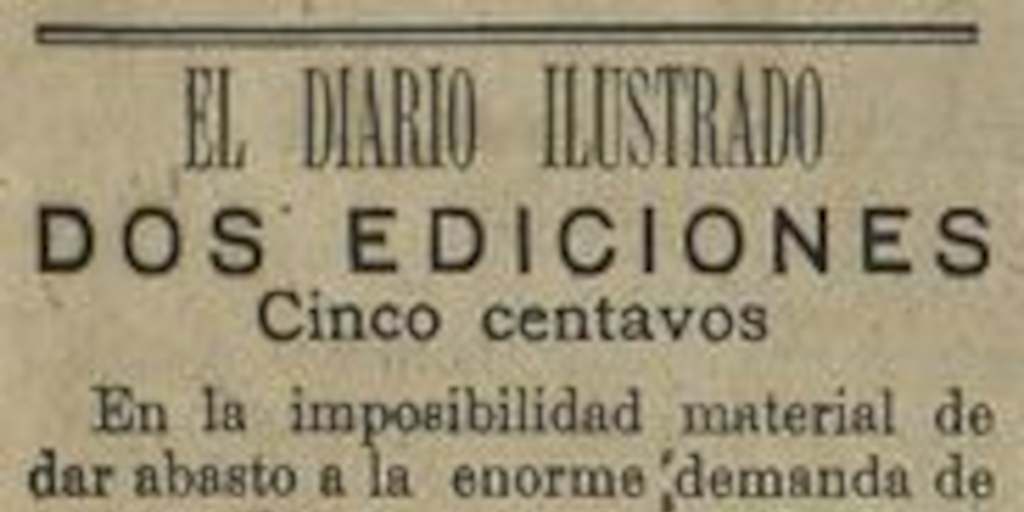 EL DIARIO ILUSTRADO
DOS EDICIONES
Cinco centavos
En la imposibilidad material de
dar abasto a la enorme demanda de